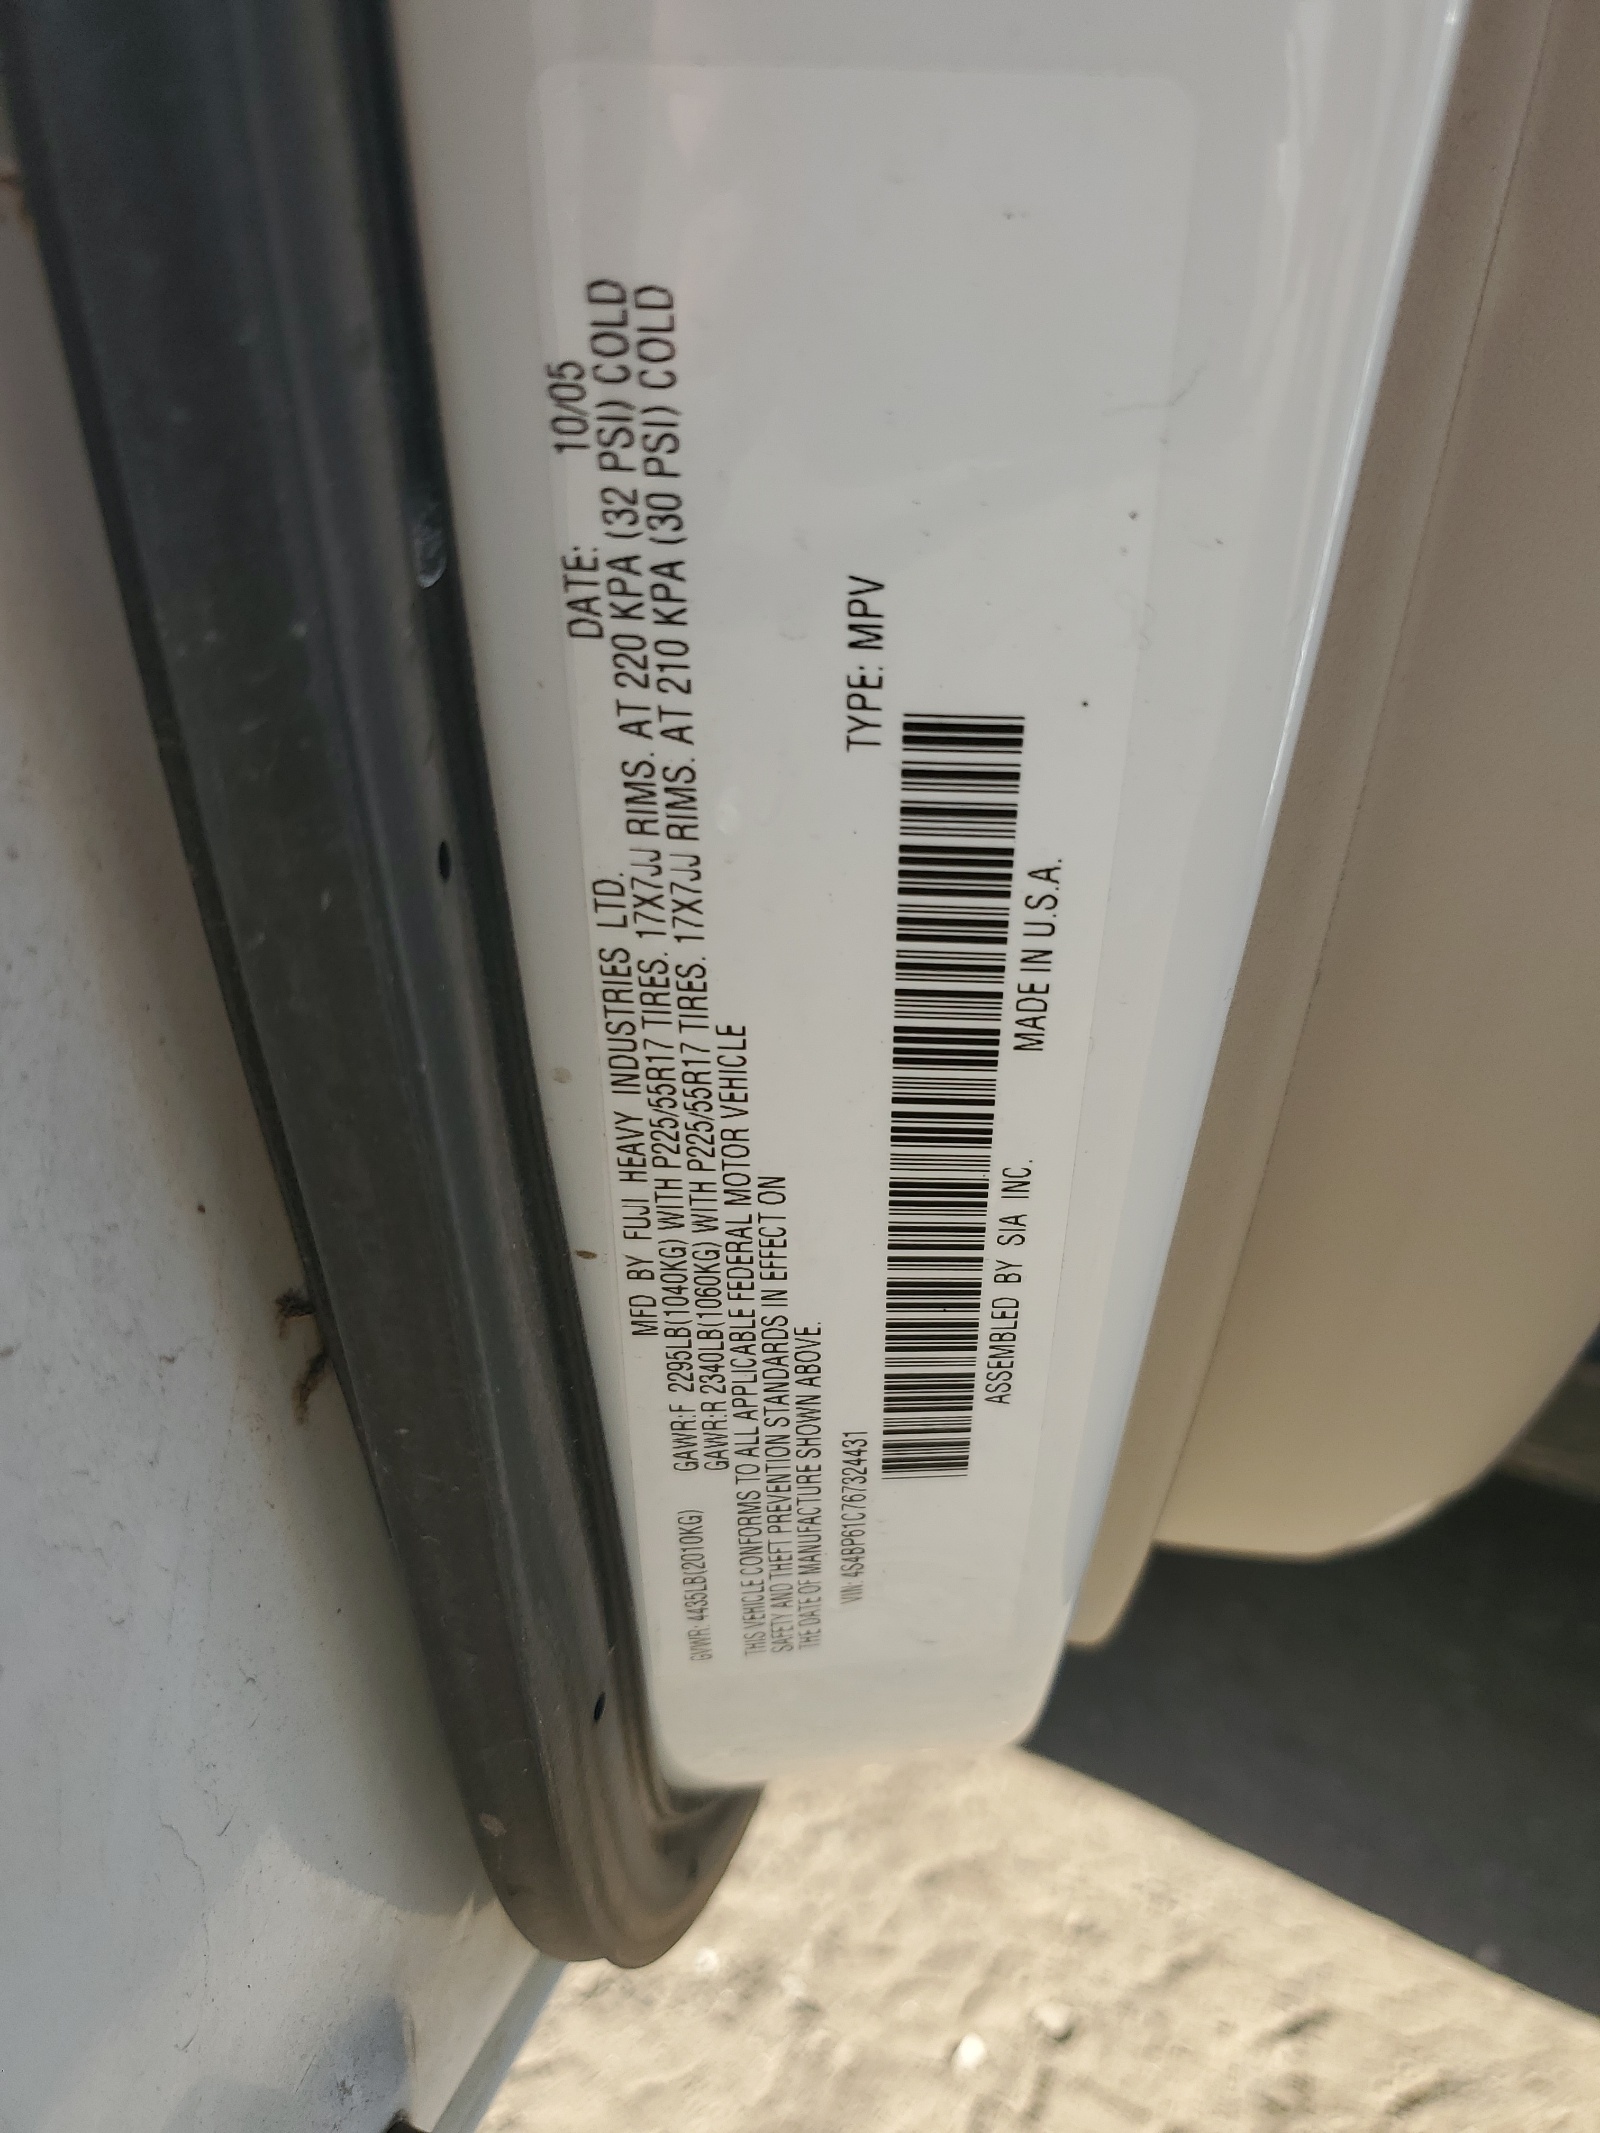 MFD BY FUJI HEAVY INDUSTRIES LTD. DATE: 10/05
GVWR: 4435LB(2010KG) GAWR:F 2295LB(1040KG) WITH P225/55R17 TIRES. 17X7JJ RIMS. AT 220 KPA (32 PSI) COLD
GAWR:R 2340LB(1060KG) WITH P225/55R17 TIRES. 17X7JJ RIMS. AT 210 KPA (30 PSI) COLD
THIS VEHICLE CONFORMS TO ALL APPLICABLE FEDERAL MOTOR VEHICLE
SAFETY AND THEFT PREVENTION STANDARDS IN EFFECT ON
THE DATE OF MANUFACTURE SHOWN ABOVE.
VIN: 4S4BP61C767324431 TYPE: MPV
ASSEMBLED BY SIA INC. MADE IN U.S.A.